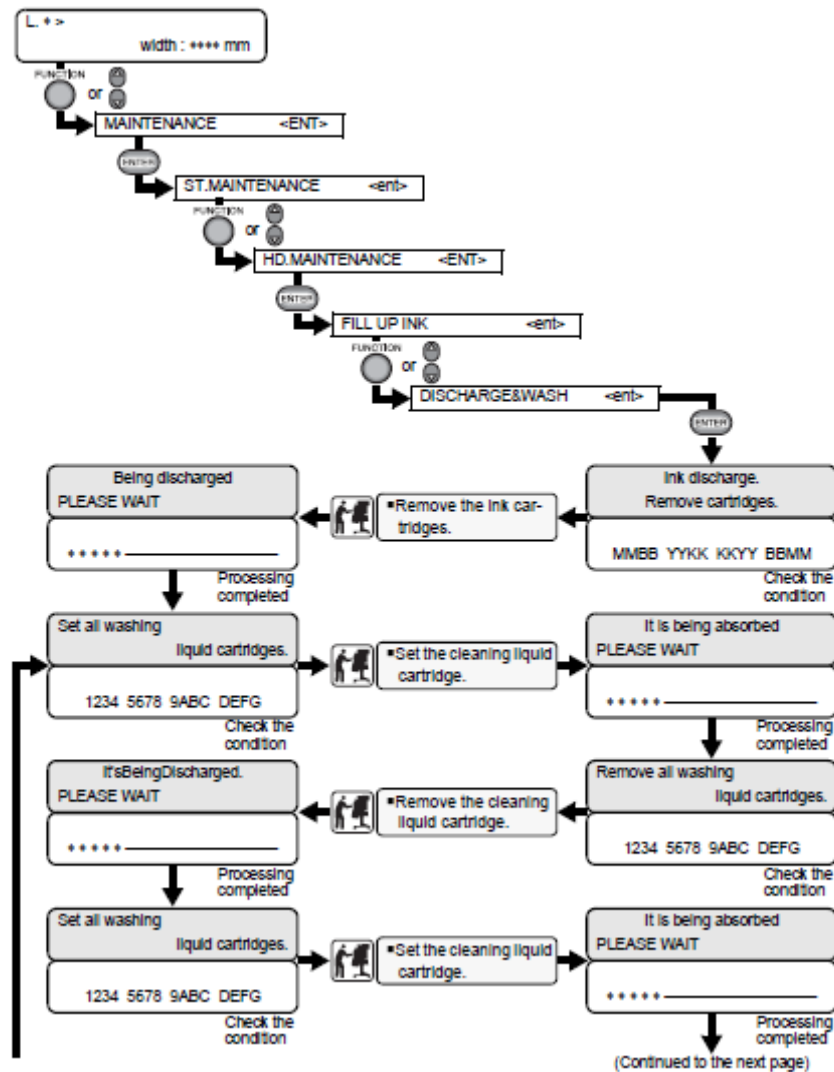 L. * >
width : **** mm
FUNCTION
or
MAINTENANCE <ENT>
ENTER
ST.MAINTENANCE <ent>
FUNCTION
or
HD.MAINTENANCE <ENT>
ENTER
FILL UP INK <ent>
FUNCTION
or
DISCHARGE&WASH <ent>
ENTER
Ink discharge.
Remove cartridges.
MMBB YYKK KKYY BBMM
Check the
condition
▪Remove the ink car-
tridges.
Being discharged
PLEASE WAIT
*****
Processing
completed
Set all washing
liquid cartridges.
1234 5678 9ABC DEFG
Check the
condition
▪Set the cleaning liquid
cartridge.
It is being absorbed
PLEASE WAIT
*****
Processing
completed
Remove all washing
liquid cartridges.
1234 5678 9ABC DEFG
Check the
condition
▪Remove the cleaning
liquid cartridge.
It'sBeingDischarged.
PLEASE WAIT
*****
Processing
completed
Set all washing
liquid cartridges.
1234 5678 9ABC DEFG
Check the
condition
▪Set the cleaning liquid
cartridge.
It is being absorbed
PLEASE WAIT
*****
Processing
completed
(Continued to the next page)